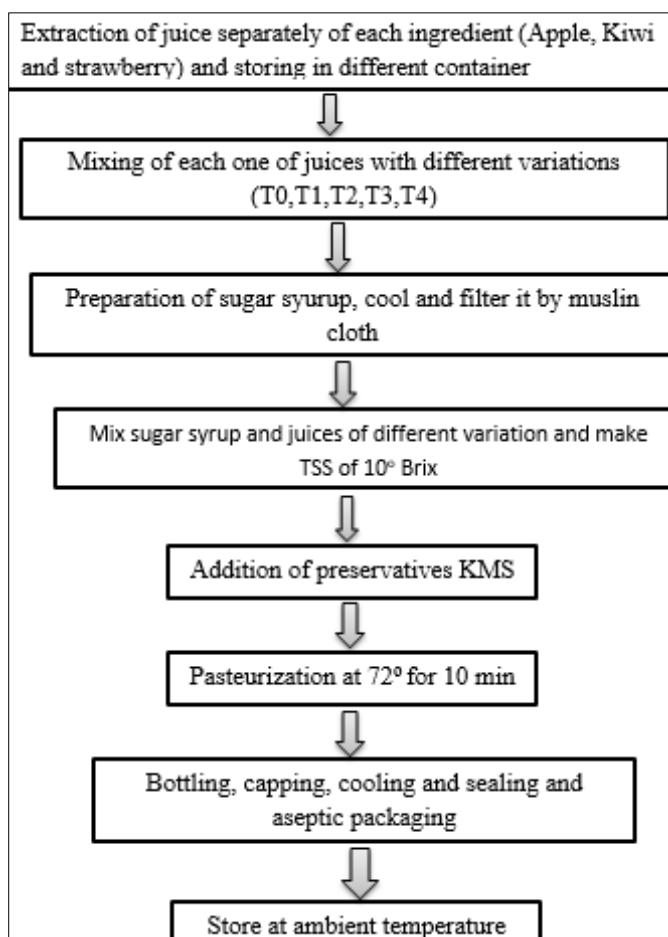 Extraction of juice separately of each ingredient (Apple, Kiwi
and strawberry) and storing in different container
Mixing of each one of juices with different variations
(T0,T1,T2,T3,T4)
Preparation of sugar syurup, cool and filter it by muslin
cloth
Mix sugar syrup and juices of different variation and make
TSS of 10° Brix
Addition of preservatives KMS
Pasteurization at 72⁰ for 10 min
Bottling, capping, cooling and sealing and
aseptic packaging
Store at ambient temperature